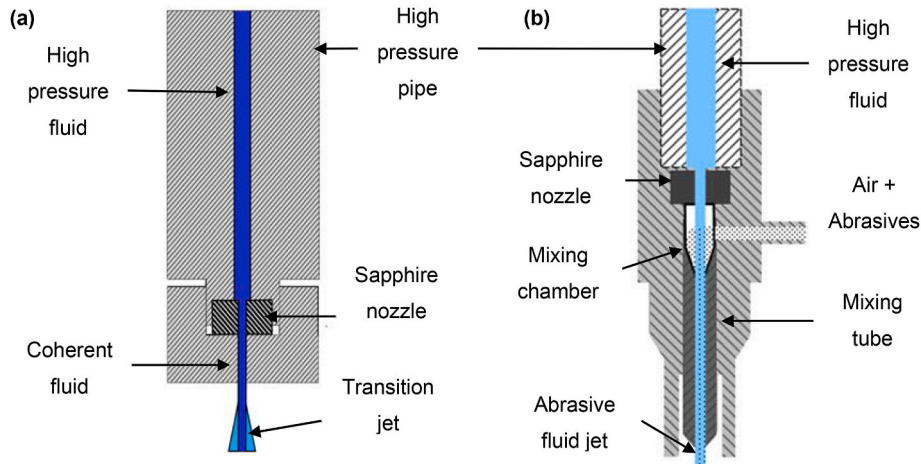 (a)
High
pressure
fluid
High
pressure
pipe
Sapphire
nozzle
Coherent
fluid
Transition
jet
(b)
High
pressure
fluid
Sapphire
nozzle
Air +
Abrasives
Mixing
chamber
Mixing
tube
Abrasive
fluid jet